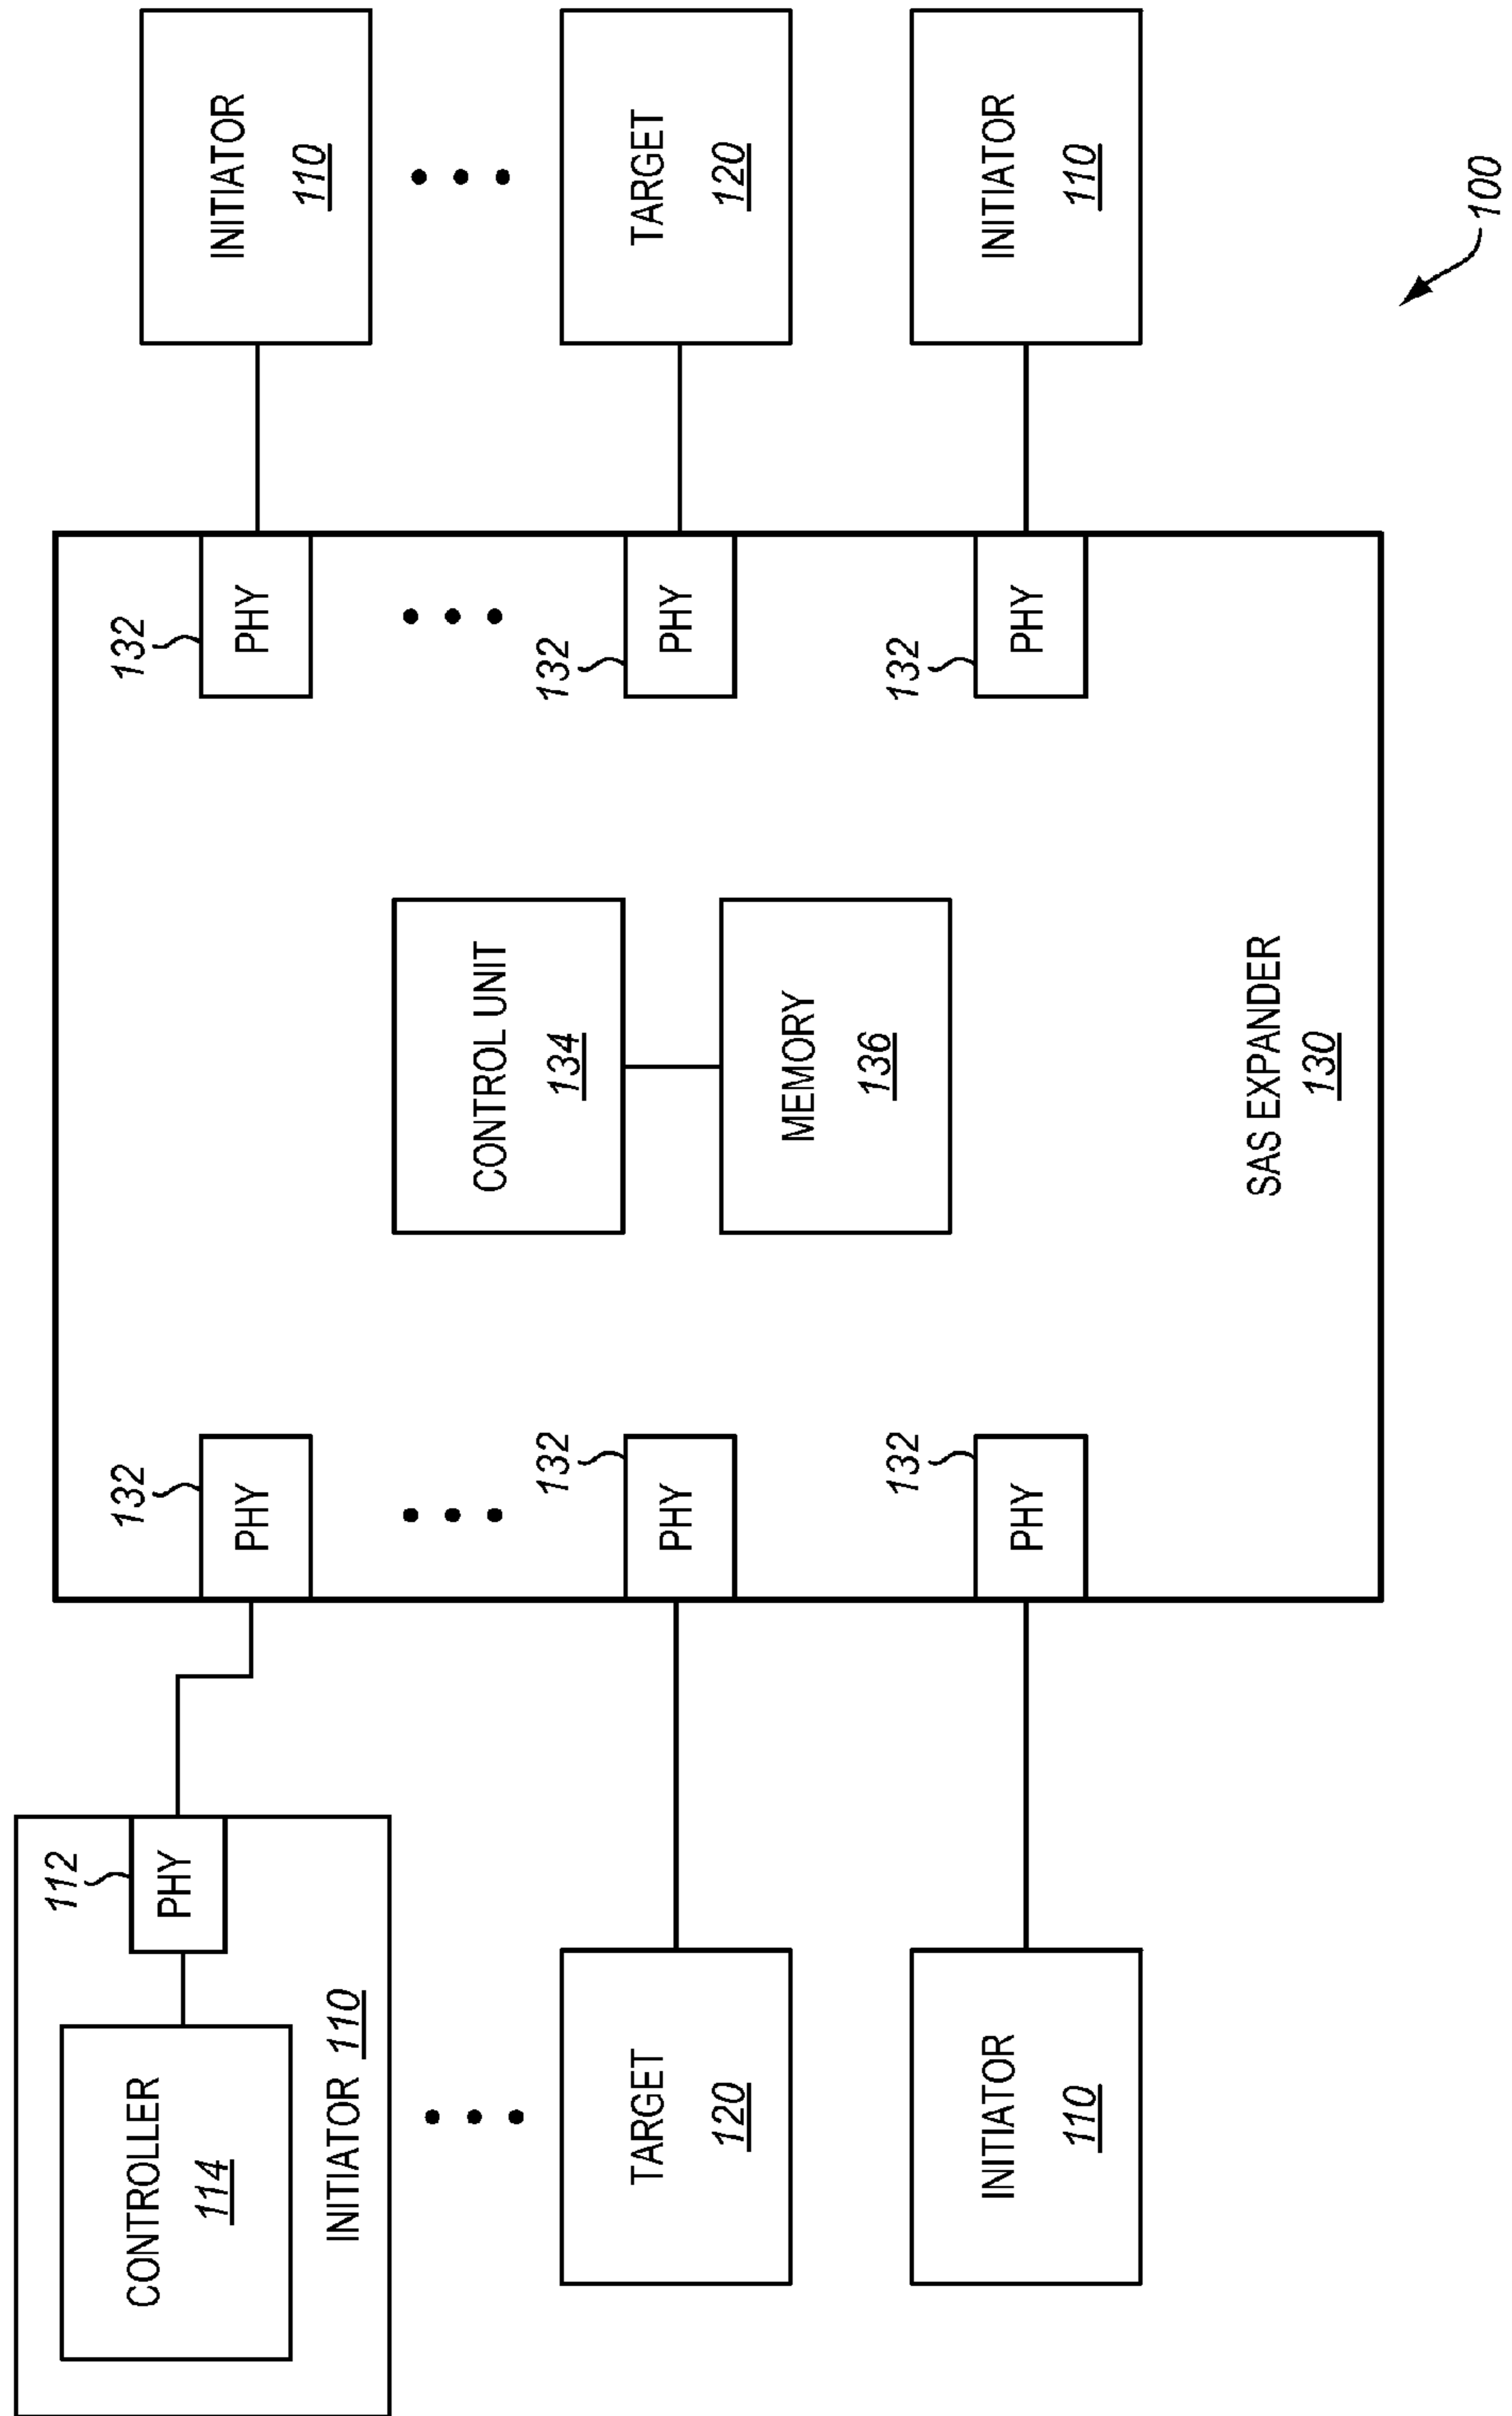 CONTROLLER
114
112
PHY
INITIATOR 110
TARGET
120
INITIATOR
110
132
PHY
132
PHY
132
PHY
CONTROL UNIT
134
MEMORY
136
SAS EXPANDER
130
132
PHY
132
PHY
132
PHY
INITIATOR
110
TARGET
120
INITIATOR
110
100